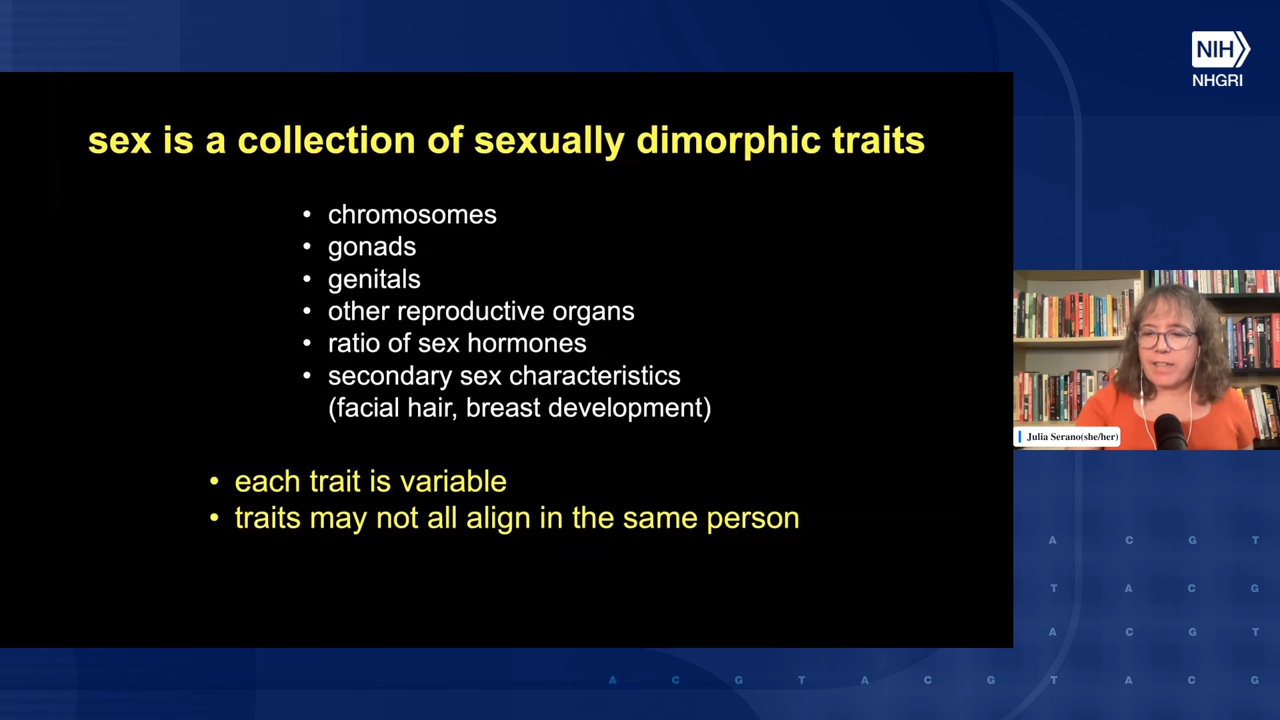 NIH
NHGRI
sex is a collection of sexually dimorphic traits
• chromosomes
• gonads
• genitals
• other reproductive organs
• ratio of sex hormones
• secondary sex characteristics
(facial hair, breast development)
• each trait is variable
• traits may not all align in the same person
Julia Serano(she/her)
A C G T
T A C G
A C G T
A C G T A C G T A C G